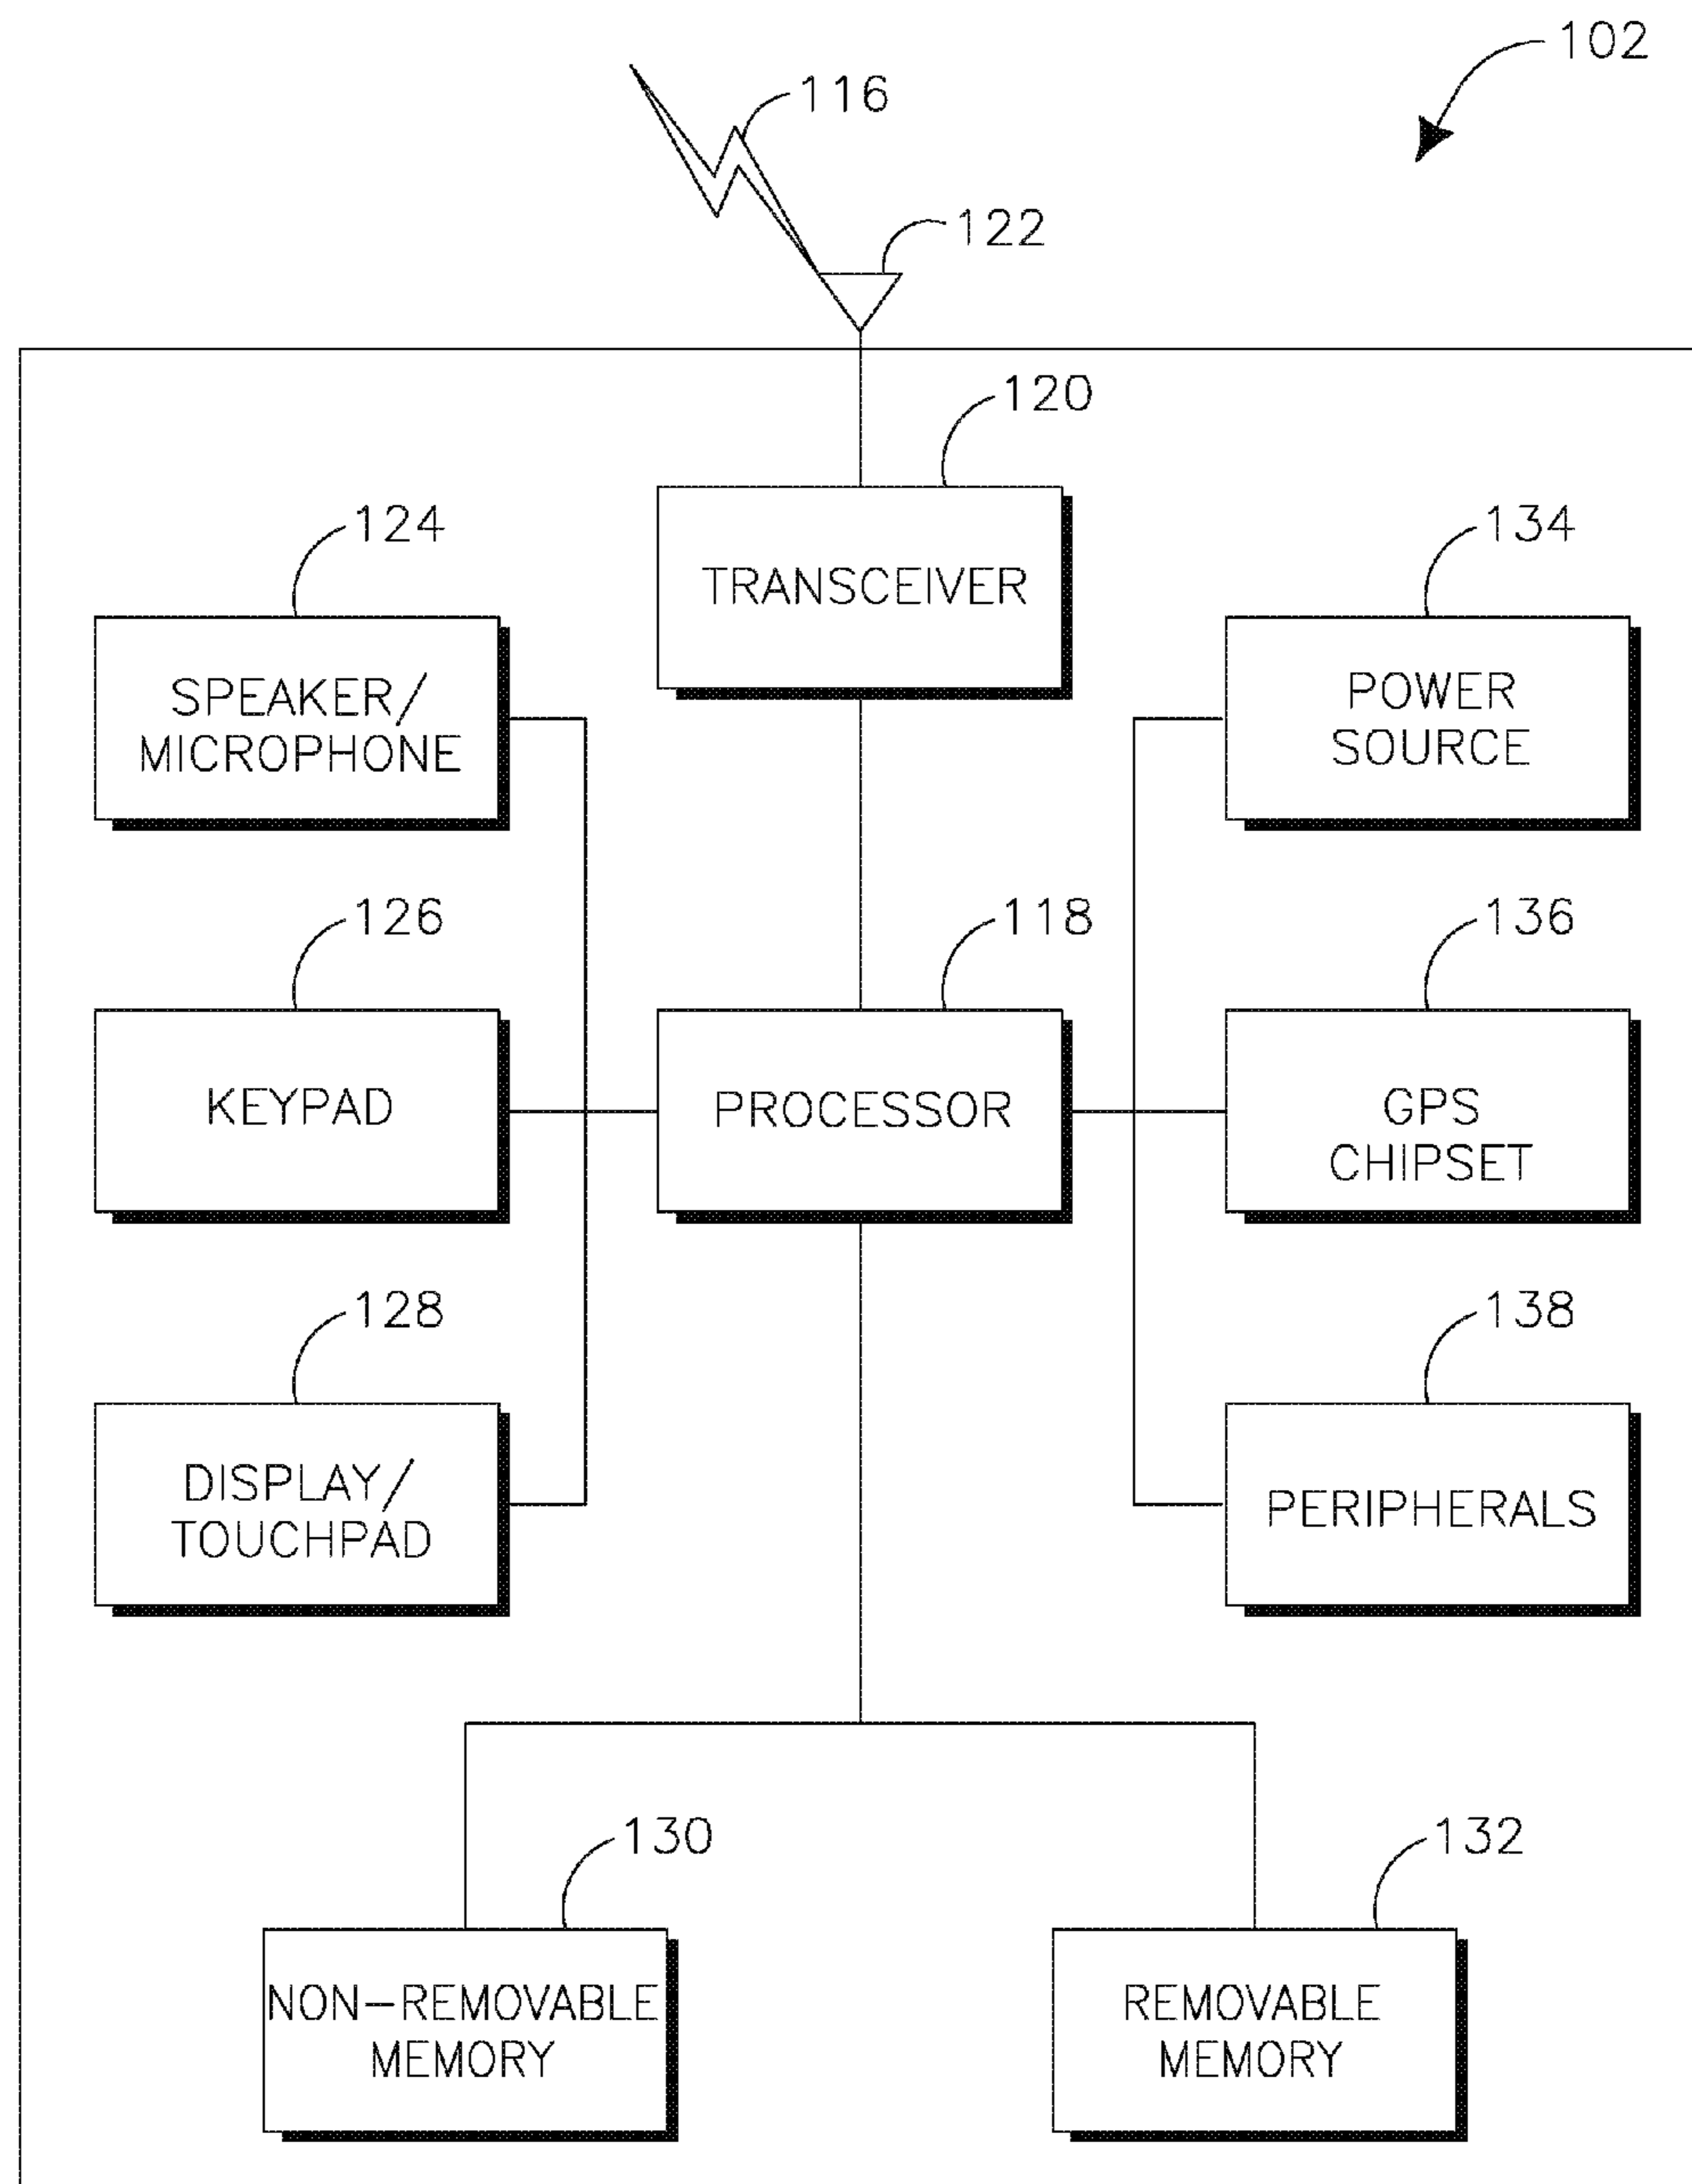 102
116
122
120
TRANSCEIVER
124
SPEAKER/
MICROPHONE
134
POWER
SOURCE
126
KEYPAD
118
PROCESSOR
136
GPS
CHIPSET
128
DISPLAY/
TOUCHPAD
138
PERIPHERALS
130
NON-REMOVABLE
MEMORY
132
REMOVABLE
MEMORY